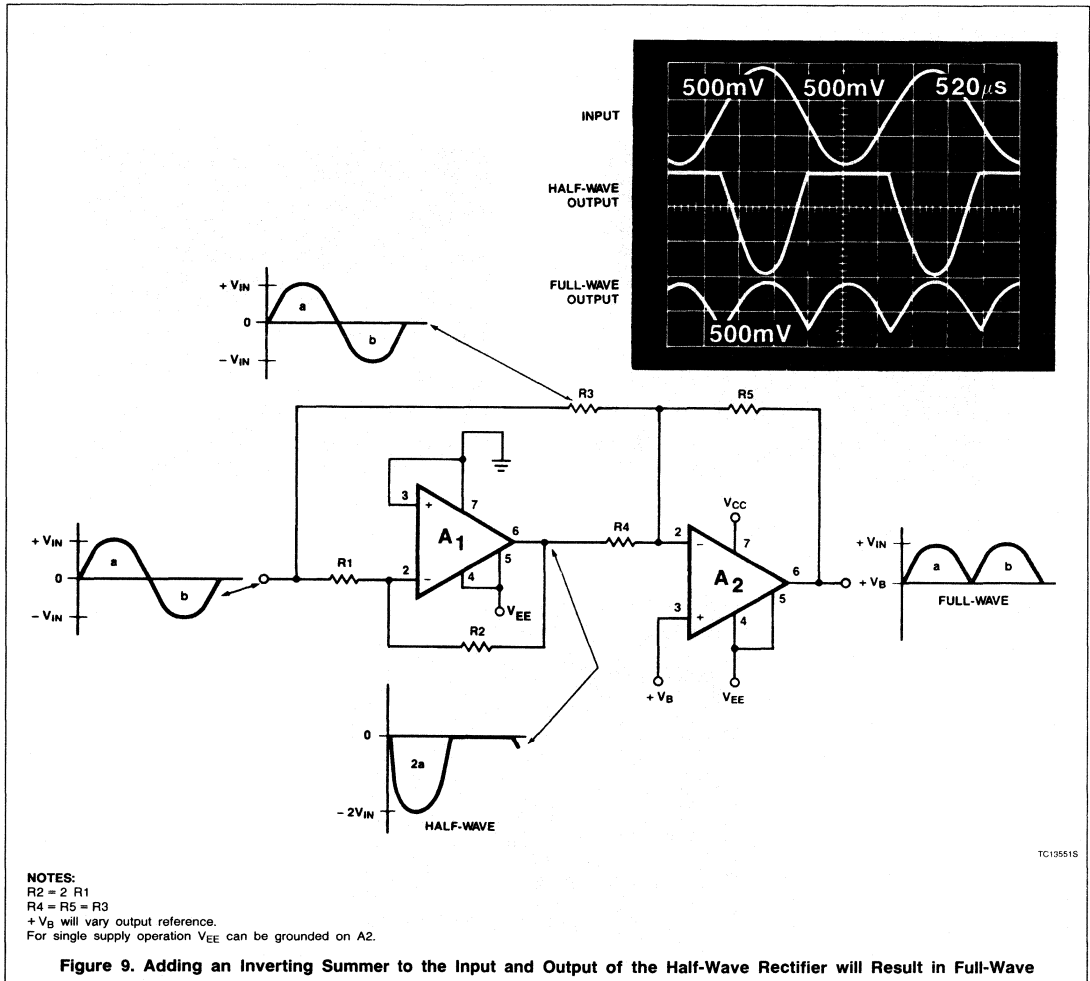 500mV 500mV 520µs
INPUT
HALF-WAVE
OUTPUT
FULL-WAVE
OUTPUT
500mV
+ VIN
a
0
b
− VIN
R3
R5
3
+
7
A1
6
2
−
4
5
VEE
R1
R2
R4
VCC
2
−
7
A2
6
3
+
4
5
+ VB
VEE
+ VIN
a
0
b
− VIN
+ VIN
a
b
+ VB
FULL-WAVE
0
2a
− 2VIN
HALF-WAVE
TC13551S
NOTES:
R2 = 2 R1
R4 = R5 = R3
+ VB will vary output reference.
For single supply operation VEE can be grounded on A2.
Figure 9. Adding an Inverting Summer to the Input and Output of the Half-Wave Rectifier will Result in Full-Wave